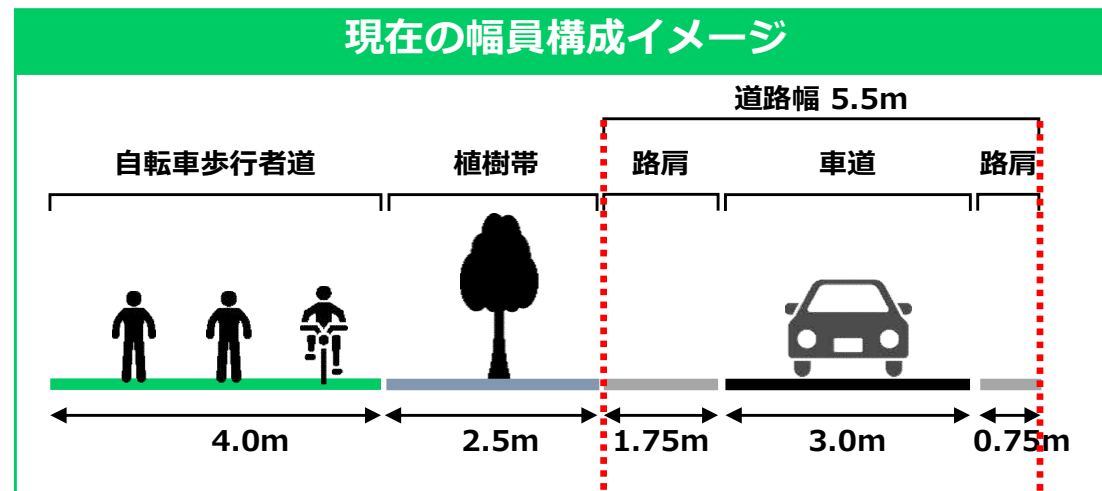 現在の幅員構成イメージ
道路幅 5.5m
自転車歩行者道 植樹帯 路肩 車道 路肩
4.0m 2.5m 1.75m 3.0m 0.75m